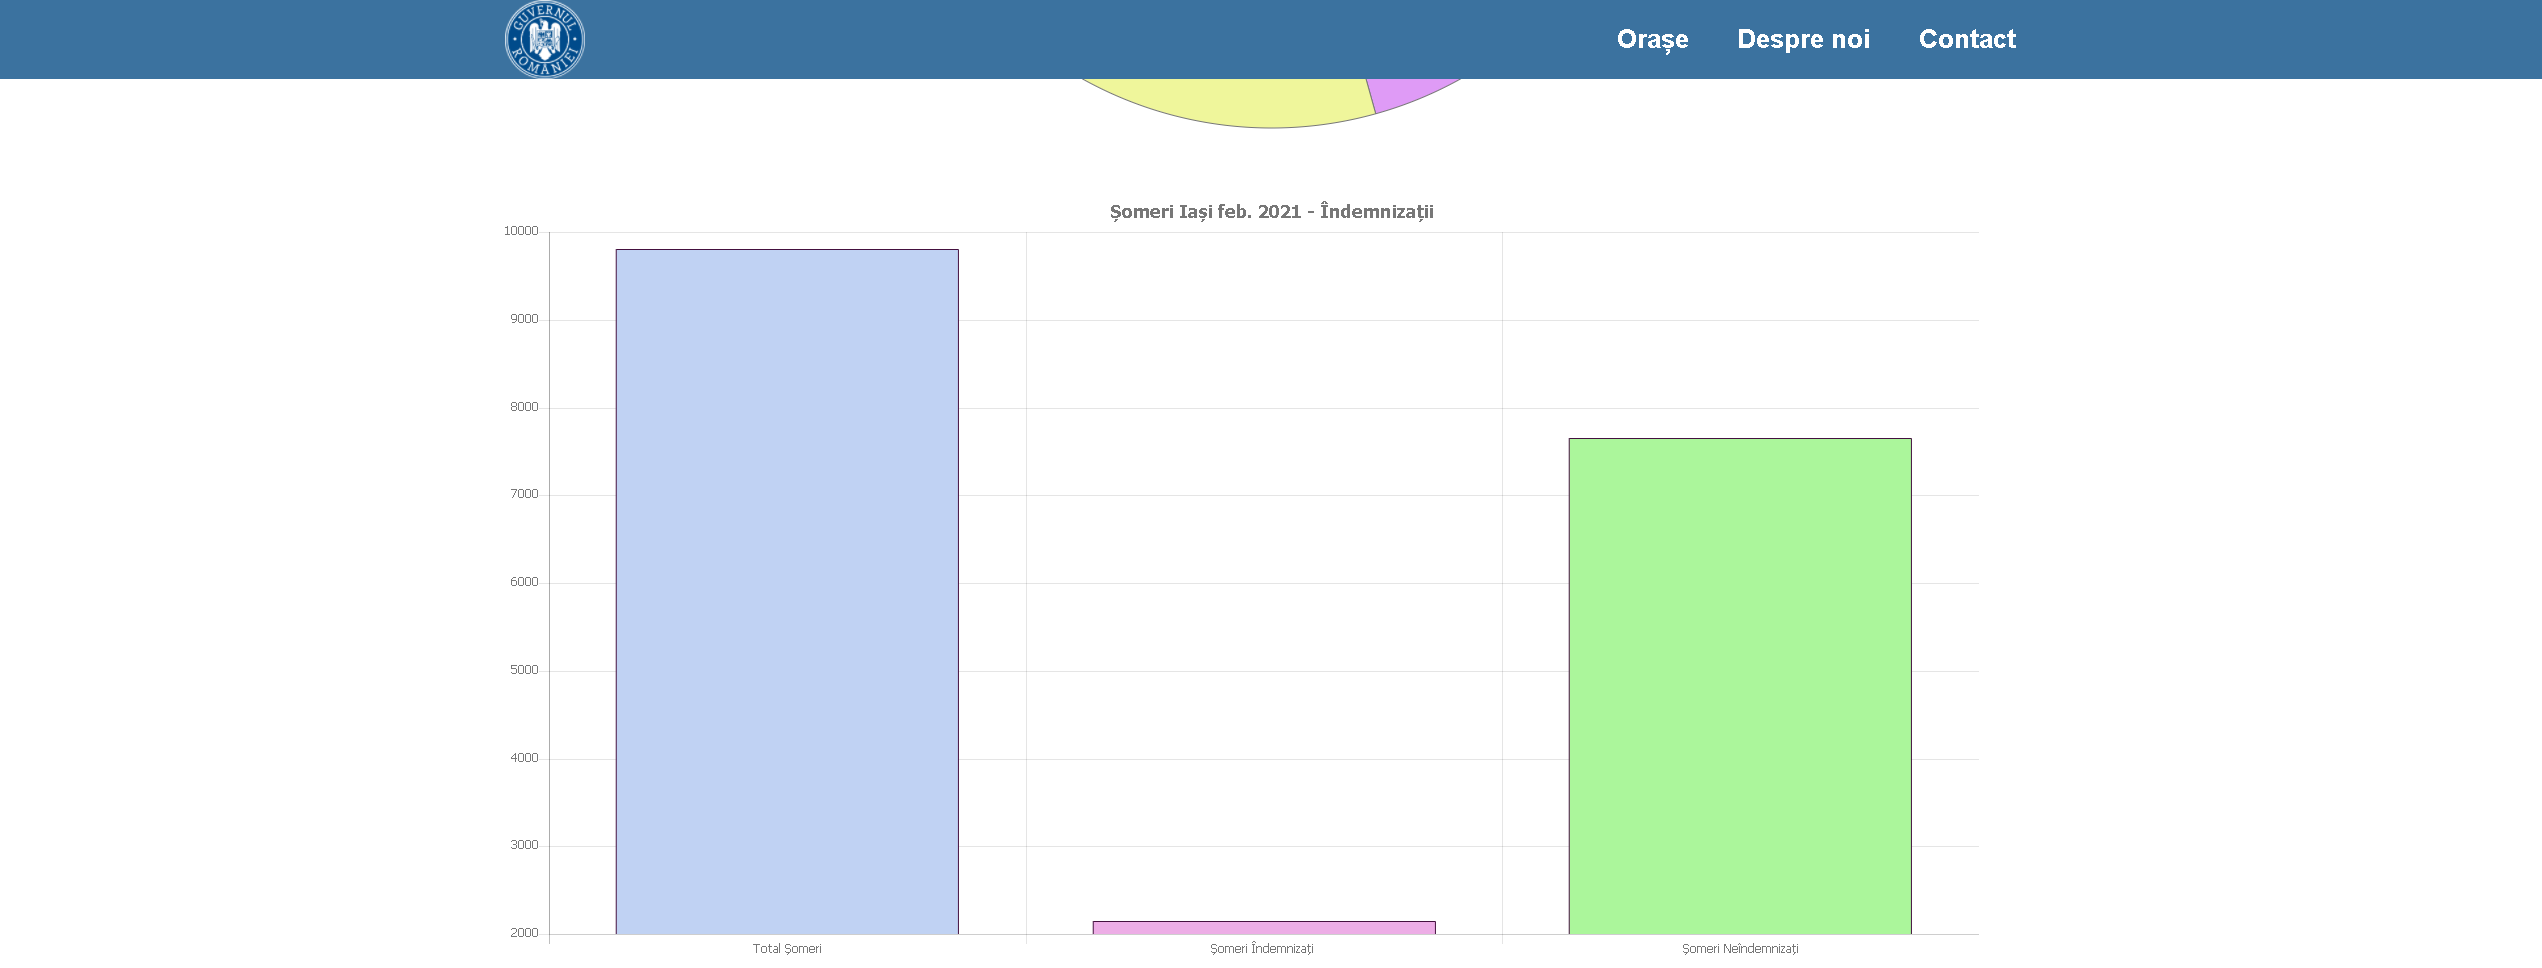 GUVERNUL ROMÂNIEI
Orașe Despre noi Contact
Șomeri Iași feb. 2021 - Îndemnizații
10000
9000
8000
7000
6000
5000
4000
3000
2000
Total Șomeri Șomeri Îndemnizați Șomeri Neîndemnizați